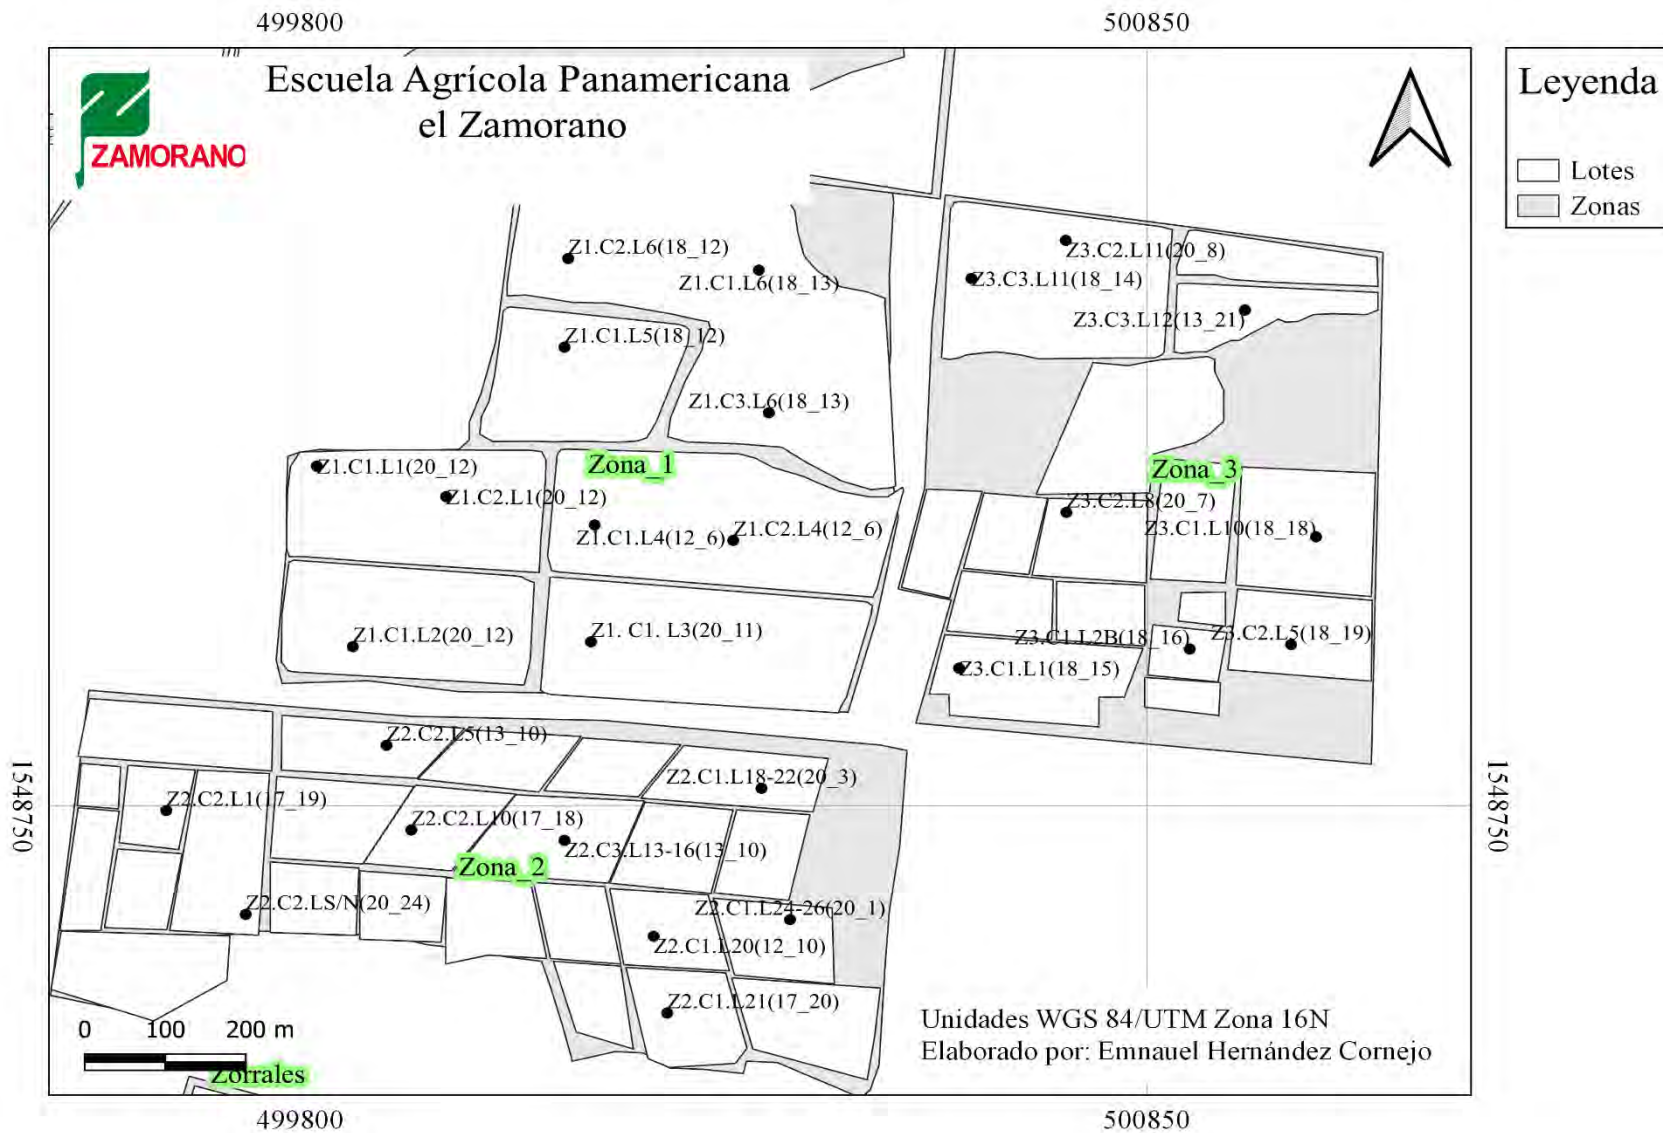 499800
500850
Escuela Agrícola Panamericana
el Zamorano
ZAMORANO
Leyenda
Lotes
Zonas
Z1.C2.L6(18_12)
Z1.C1.L6(18_13)
Z3.C2.L11(20_8)
Z3.C3.L11(18_14)
Z3.C3.L12(13_21)
Z1.C1.L5(18_12)
Z1.C3.L6(18_13)
Zona_1
Zona_3
Z1.C1.L1(20_12)
Z1.C2.L1(20_12)
Z1.C1.L4(12_6)
Z1.C2.L4(12_6)
Z3.C2.L8(20_7)
Z3.C1.L10(18_18)
Z1.C1.L2(20_12)
Z1. C1. L3(20_11)
Z3.C1.L2B(18_16)
Z3.C2.L5(18_19)
Z3.C1.L1(18_15)
Z2.C2.L5(13_10)
Z2.C1.L18-22(20_3)
1548750
1548750
Z2.C2.L1(17_19)
Z2.C2.L10(17_18)
Z2.C3.L13-16(13_10)
Zona_2
Z2.C2.LS/N(20_24)
Z2.C1.L24-26(20_1)
Z2.C1.L20(12_10)
Z2.C1.L21(17_20)
Unidades WGS 84/UTM Zona 16N
Elaborado por: Emnauel Hernández Cornejo
0 100 200 m
Zorrales
499800
500850